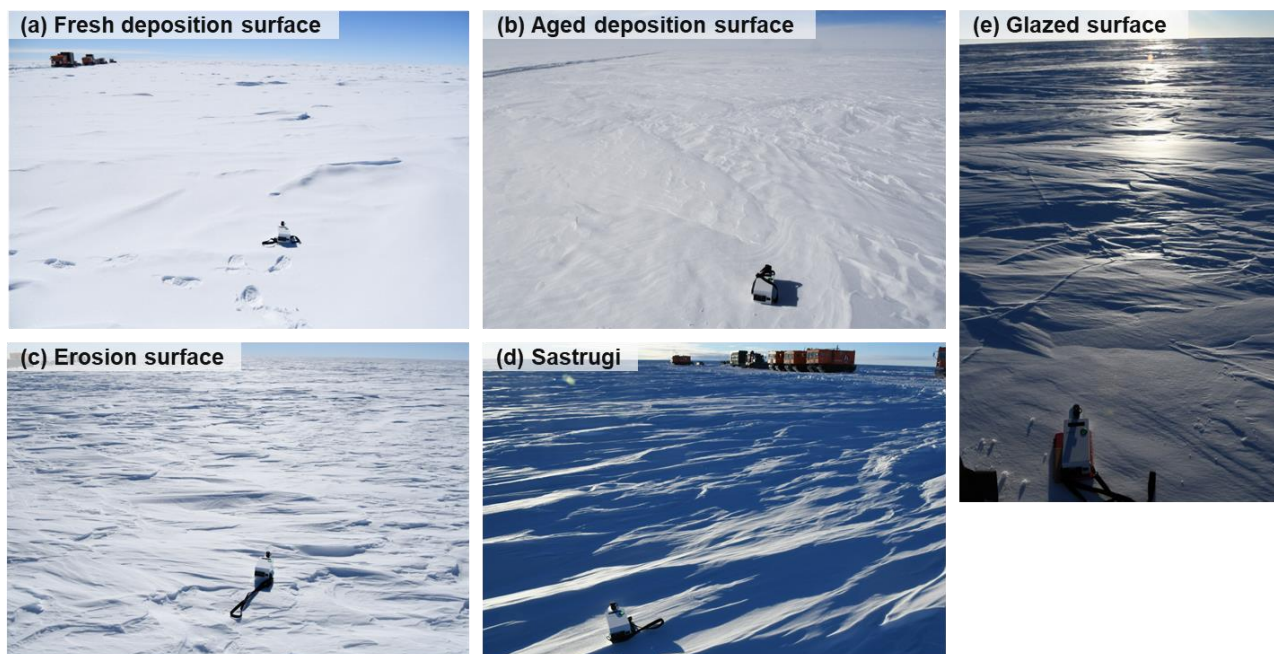 (a) Fresh deposition surface
(b) Aged deposition surface
(e) Glazed surface
(c) Erosion surface
(d) Sastrugi